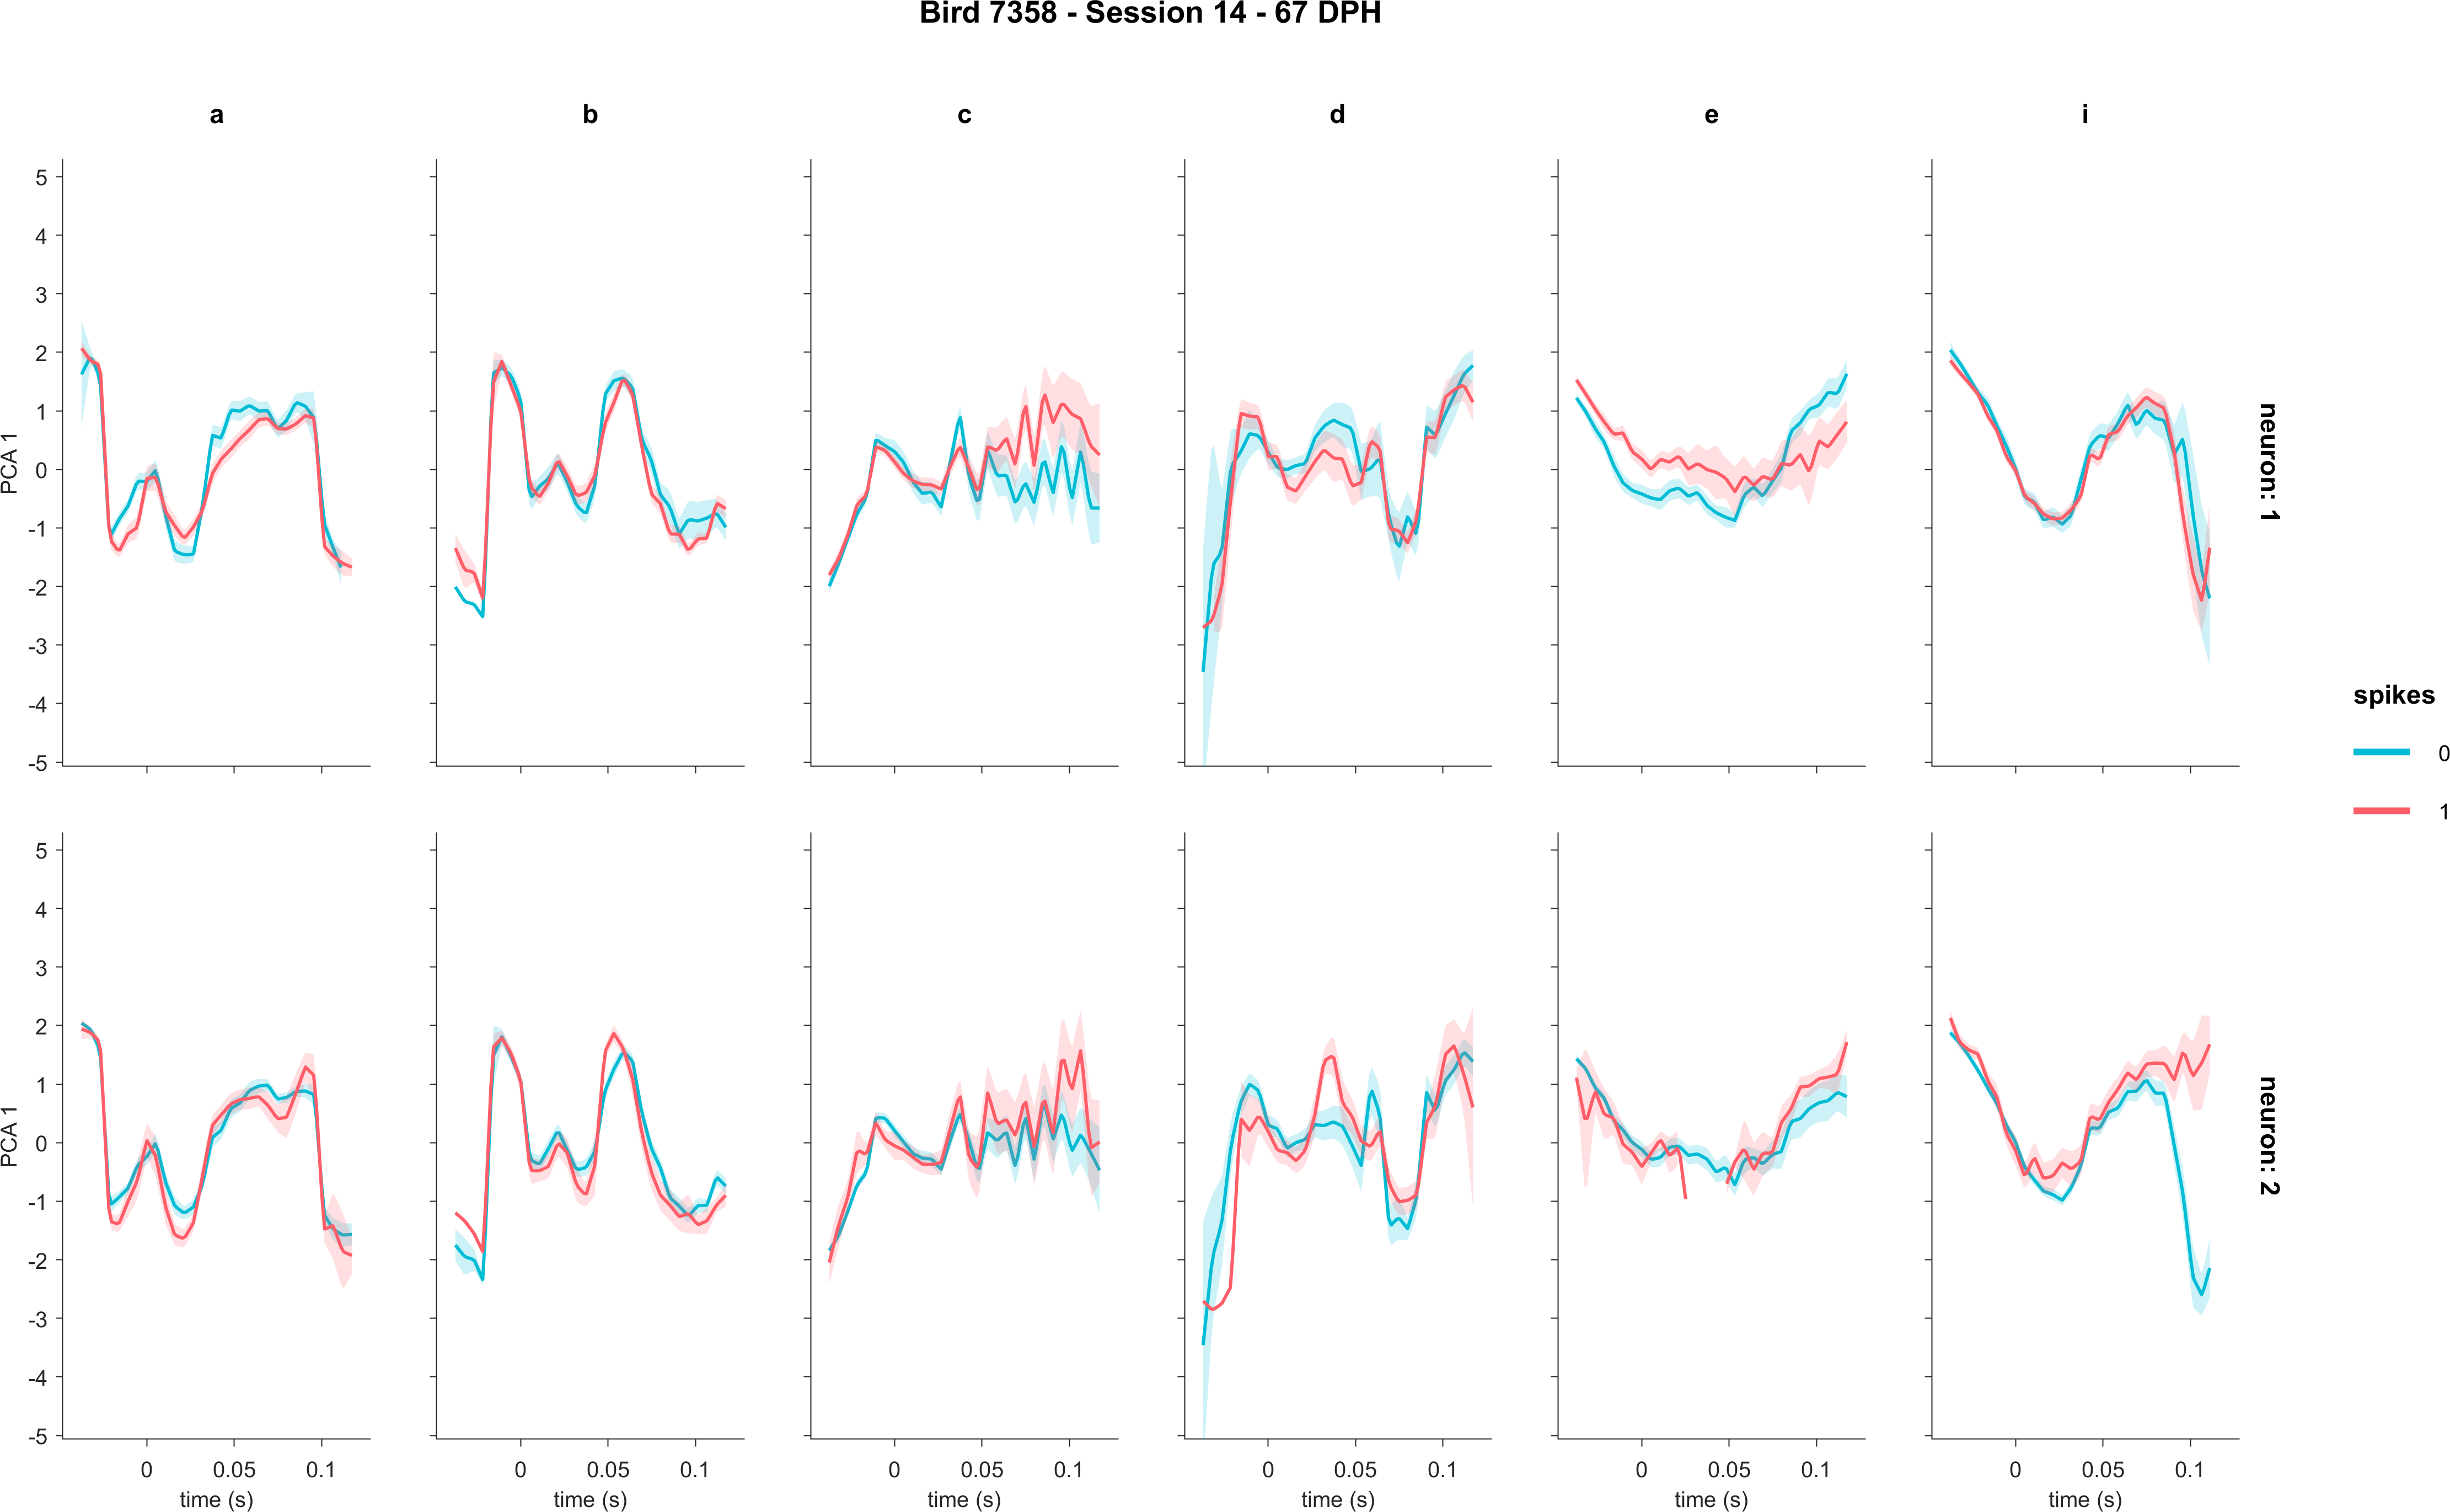 Bird 7358 - Session 14 - 67 DPH
a b c d e i
5
4
3
2
1
0
-1
-2
-3
-4
-5
PCA 1
neuron: 1
spikes
0
1
5
4
3
2
1
0
-1
-2
-3
-4
-5
PCA 1
neuron: 2
0 0.05 0.1 0 0.05 0.1 0 0.05 0.1 0 0.05 0.1 0 0.05 0.1 0 0.05 0.1
time (s) time (s) time (s) time (s) time (s) time (s)